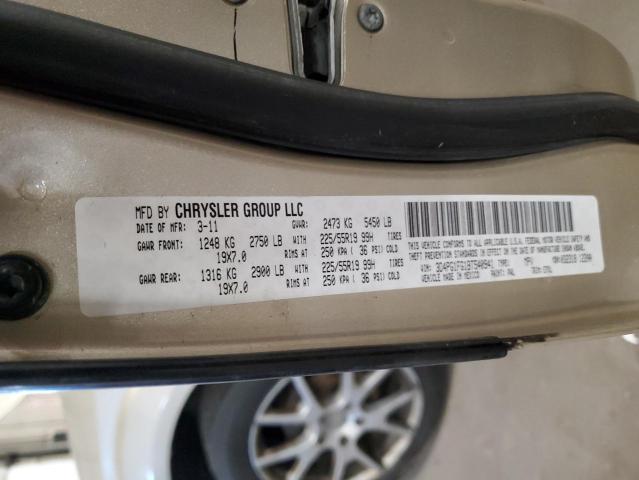 MFD BY CHRYSLER GROUP LLC
DATE OF MFR: 3-11 GVWR: 2473 KG 5450 LB
GAWR FRONT: 1248 KG 2750 LB WITH 225/55R19 99H TIRES
19X7.0 RIMS AT 250 KPA ( 36 PSI) COLD
GAWR REAR: 1316 KG 2900 LB WITH 225/55R19 99H TIRES
19X7.0 RIMS AT 250 KPA ( 36 PSI) COLD
THIS VEHICLE CONFORMS TO ALL APPLICABLE U.S.A. FEDERAL MOTOR VEHICLE SAFETY AND
THEFT PREVENTION STANDARDS IN EFFECT ON THE DATE OF MANUFACTURE SHOWN ABOVE.
VIN: TYPE: MPV
VEHICLE MADE IN MEXICO PAINT: TRIM: